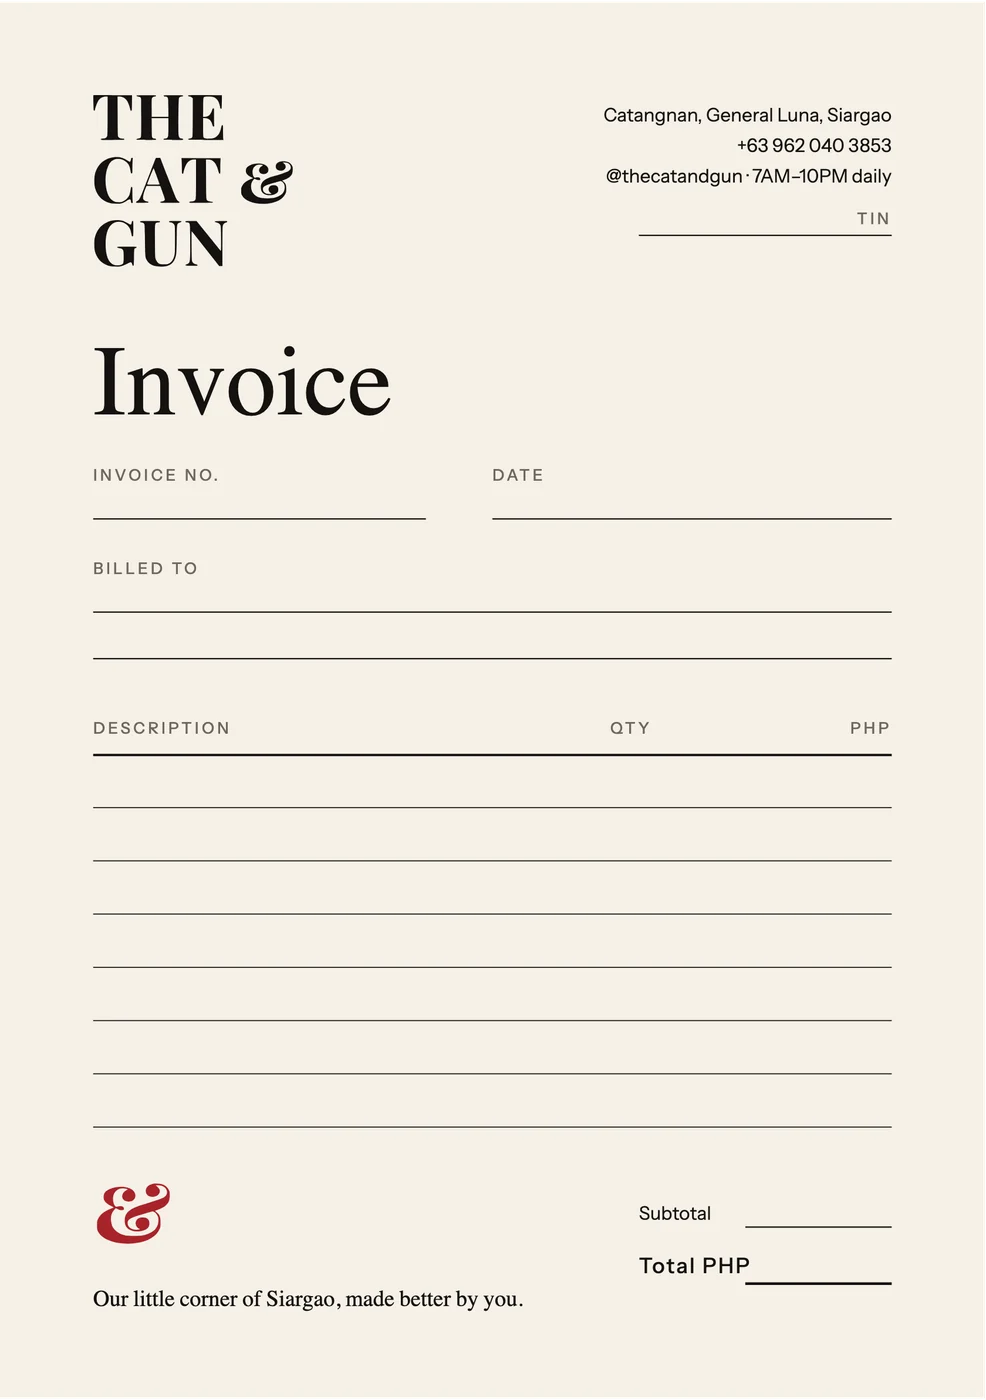 THE
CAT &
GUN
Catangnan, General Luna, Siargao
+63 962 040 3853
@thecatandgun · 7AM–10PM daily
TIN
Invoice
INVOICE NO.
DATE
BILLED TO
DESCRIPTION QTY PHP
&
Subtotal
Total PHP
Our little corner of Siargao, made better by you.